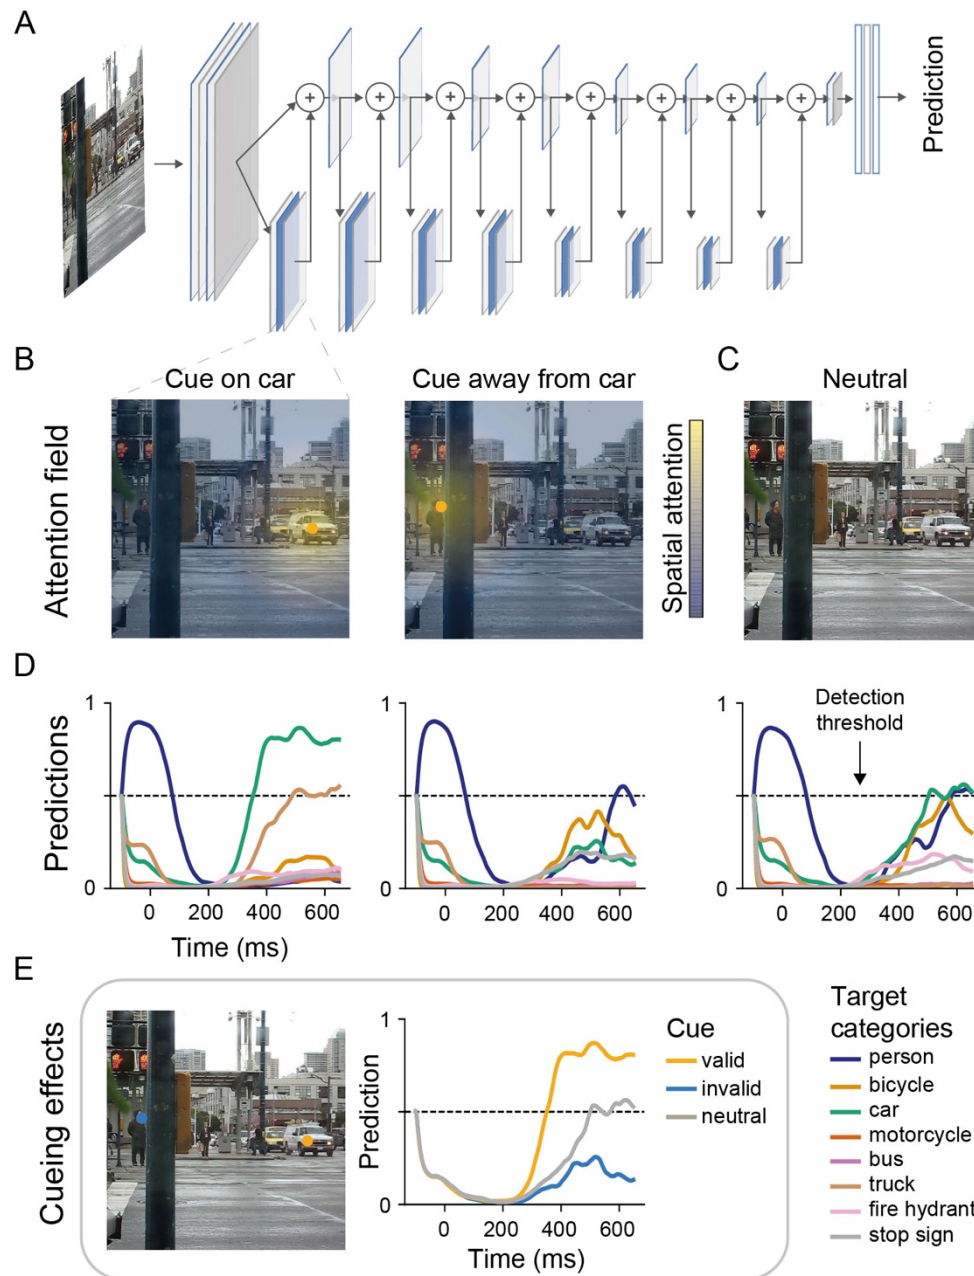 A
Prediction
B
Cue on car
Cue away from car
C
Neutral
Attention field
Spatial attention
D
Predictions
1
0
0
200
400
600
Time (ms)
1
0
0
200
400
600
1
0
0
200
400
600
Detection
threshold
E
Cueing effects
Prediction
1
0
0
200
400
600
Time (ms)
Cue
valid
invalid
neutral
Target
categories
person
bicycle
car
motorcycle
bus
truck
fire hydrant
stop sign